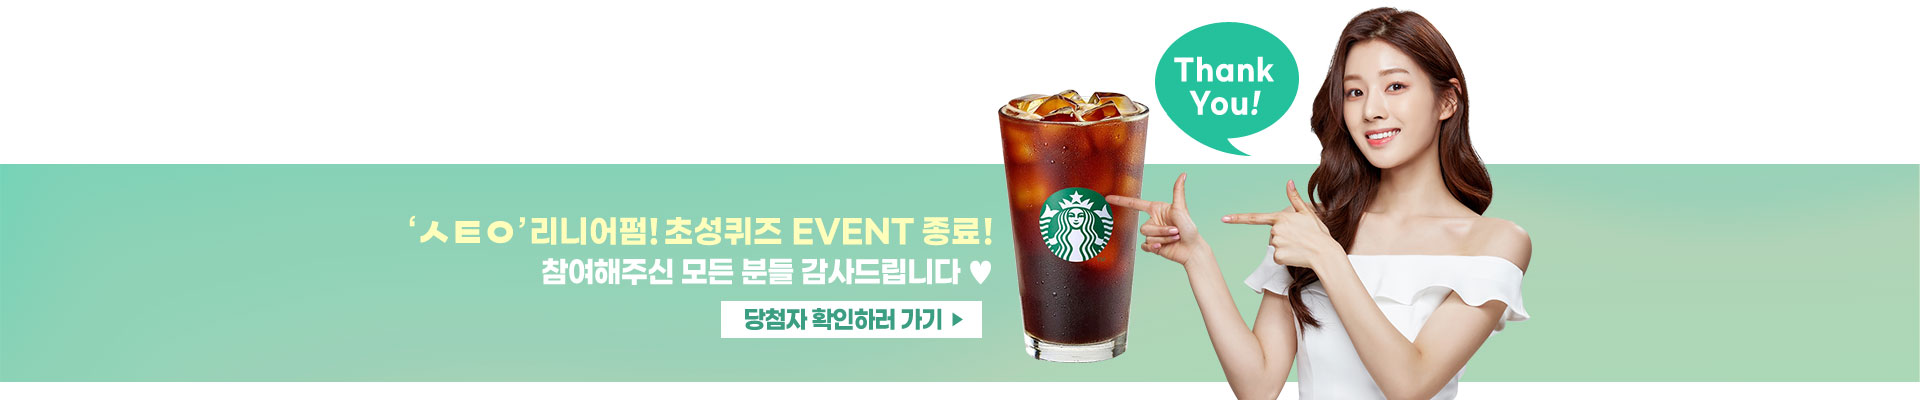 Thank
You!
‘ㅅㅌㅇ’리니어펌! 초성퀴즈 EVENT 종료!
참여해주신 모든 분들 감사드립니다 ♥
당첨자 확인하러 가기 ▶